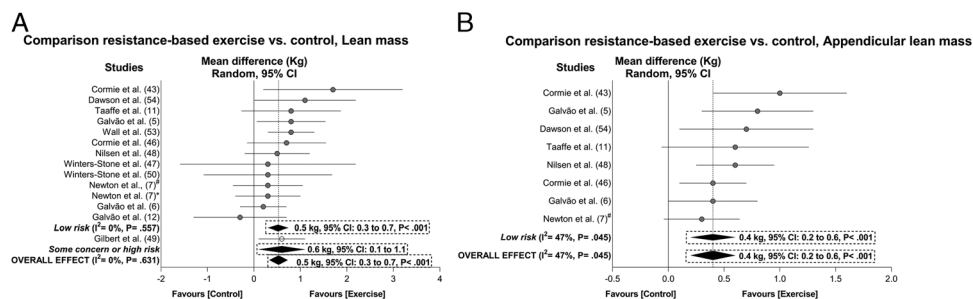 A
Comparison resistance-based exercise vs. control, Lean mass
Studies
Mean difference (Kg)
Random, 95% CI
Cormie et al. (43)
Dawson et al. (54)
Taaffe et al. (11)
Galvão et al. (5)
Wall et al. (53)
Cormie et al. (46)
Nilsen et al. (48)
Winters-Stone et al. (47)
Winters-Stone et al. (50)
Newton et al., (7)#
Newton et al. (7)*
Galvão et al. (6)
Galvão et al. (12)
Low risk (I²= 0%, P= .557)
0.5 kg, 95% CI: 0.3 to 0.7, P< .001
Gilbert et al. (49)
Some concern or high risk
0.6 kg, 95% CI: 0.1 to 1.1
OVERALL EFFECT (I²= 0%, P= .631)
0.5 kg, 95% CI: 0.3 to 0.7, P< .001
-2 -1 0 1 2 3 4
Favours [Control] Favours [Exercise]
B
Comparison resistance-based exercise vs. control, Appendicular lean mass
Studies
Mean difference (Kg)
Random, 95% CI
Cormie et al. (43)
Galvão et al. (5)
Dawson et al. (54)
Taaffe et al. (11)
Nilsen et al. (48)
Cormie et al. (46)
Galvão et al. (6)
Newton et al. (7)#
Low risk (I²= 47%, P= .045)
0.4 kg, 95% CI: 0.2 to 0.6, P< .001
OVERALL EFFECT (I²= 47%, P= .045)
0.4 kg, 95% CI: 0.2 to 0.6, P< .001
-0.5 0.0 0.5 1.0 1.5 2.0
Favours [Control] Favours [Exercise]